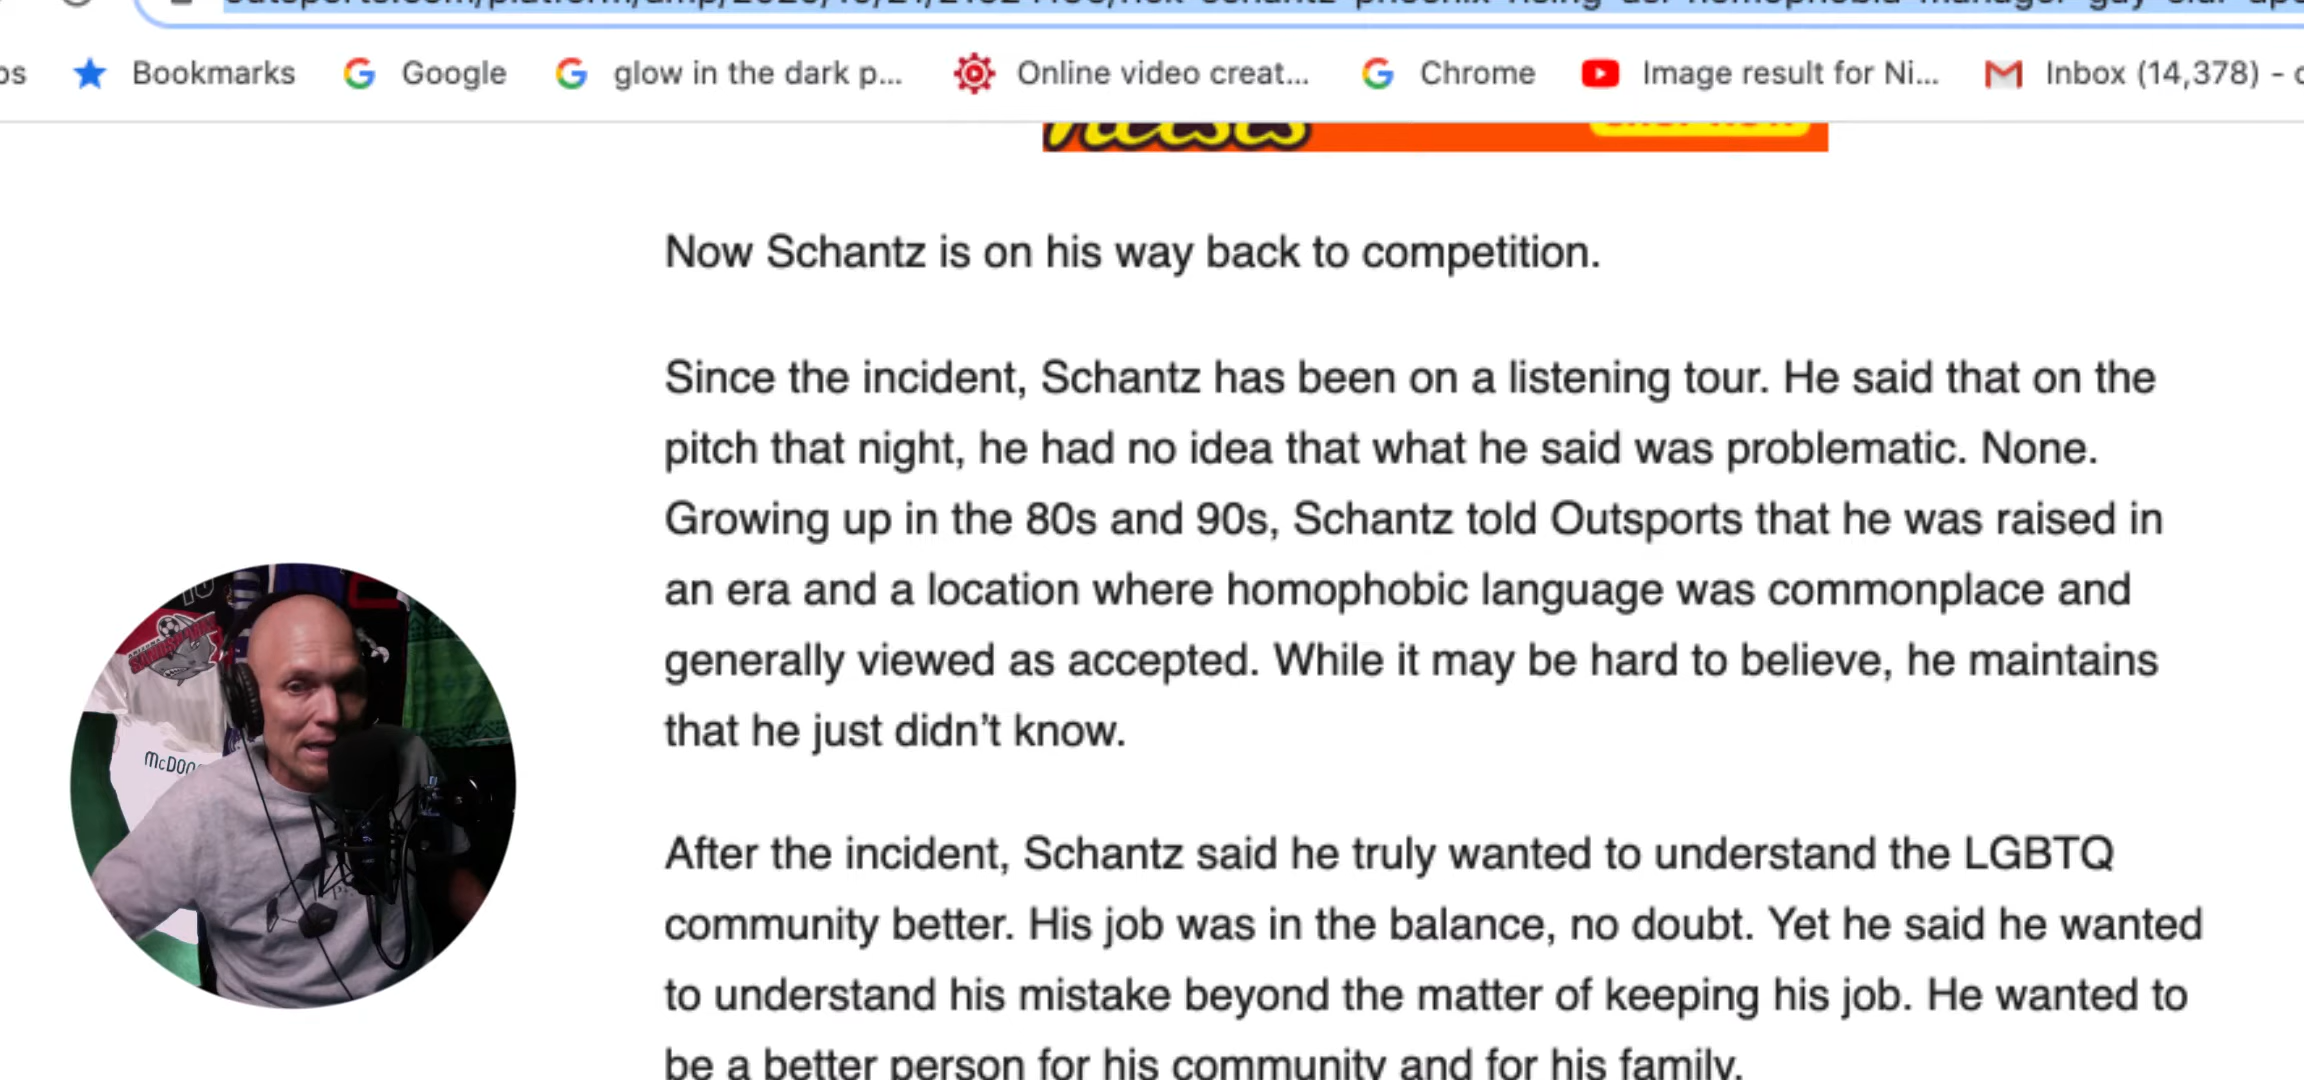 Bookmarks
Google
glow in the dark p...
Online video creat...
Chrome
Image result for Ni...
Inbox (14,378) -
Now Schantz is on his way back to competition.
Since the incident, Schantz has been on a listening tour. He said that on the
pitch that night, he had no idea that what he said was problematic. None.
Growing up in the 80s and 90s, Schantz told Outsports that he was raised in
an era and a location where homophobic language was commonplace and
generally viewed as accepted. While it may be hard to believe, he maintains
that he just didn't know.
After the incident, Schantz said he truly wanted to understand the LGBTQ
community better. His job was in the balance, no doubt. Yet he said he wanted
to understand his mistake beyond the matter of keeping his job. He wanted to
be a better person for his community and for his family.